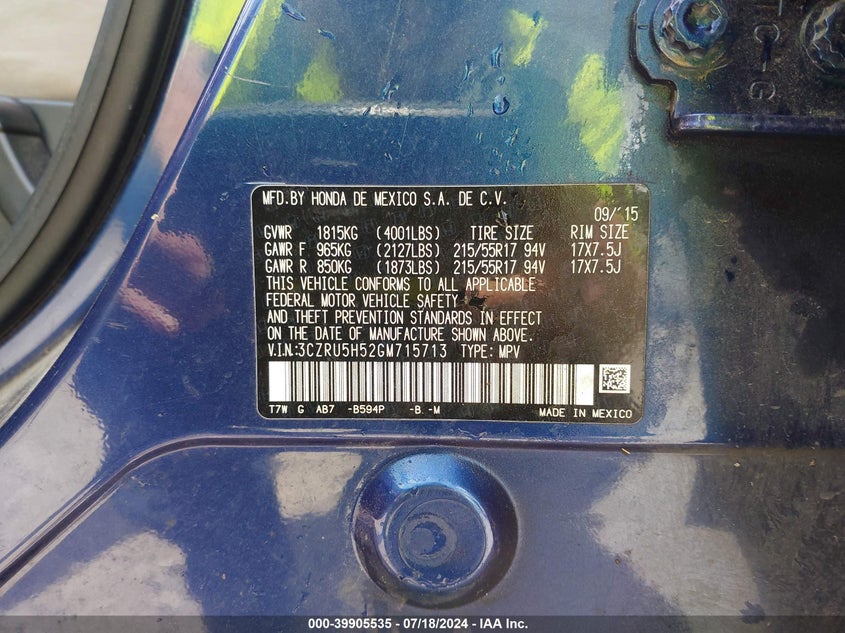 TC-G
MFD.BY HONDA DE MEXICO S.A. DE C.V.
09/'15
GVWR 1815KG (4001LBS) TIRE SIZE RIM SIZE
GAWR F 965KG (2127LBS) 215/55R17 94V 17X7.5J
GAWR R 850KG (1873LBS) 215/55R17 94V 17X7.5J
THIS VEHICLE CONFORMS TO ALL APPLICABLE
FEDERAL MOTOR VEHICLE SAFETY
AND THEFT PREVENTION STANDARDS IN EFFECT
ON THE DATE OF MANUFACTURE SHOWN ABOVE.
V.I.N:3CZRU5H52GM715713 TYPE: MPV
T7W G AB7 -B594P -B -M
MADE IN MEXICO
000-39905535 - 07/18/2024 - IAA Inc.